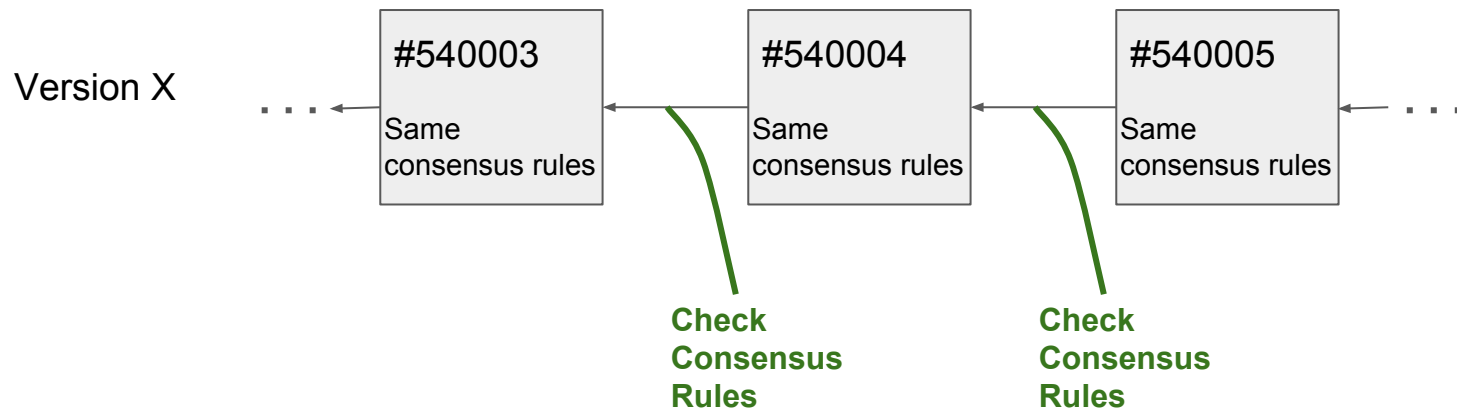 Version X
. . .
#540003
Same
consensus rules
#540004
Same
consensus rules
#540005
Same
consensus rules
. . .
Check
Consensus
Rules
Check
Consensus
Rules